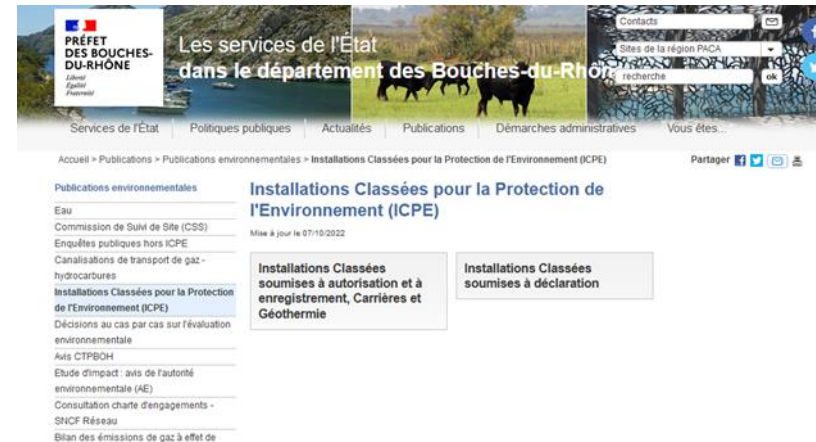 PRÉFET
DES BOUCHES-
DU-RHÔNE
Liberté
Égalité
Fraternité
Les services de l'État
dans le département des Bouches-du-Rhône
Contacts
Sites de la région PACA
recherche
ok
Services de l'État
Politiques publiques
Actualités
Publications
Démarches administratives
Vous êtes...
Accueil > Publications > Publications environnementales > Installations Classées pour la Protection de l'Environnement (ICPE)
Partager
Publications environnementales
Eau
Commission de Suivi de Site (CSS)
Enquêtes publiques hors ICPE
Canalisations de transport de gaz -
hydrocarbures
Installations Classées pour la Protection
de l'Environnement (ICPE)
Décisions au cas par cas sur l'évaluation
environnementale
Avis CTPBOH
Etude d'impact : avis de l'autorité
environnementale (AE)
Consultation charte d'engagements -
SNCF Réseau
Bilan des émissions de gaz à effet de
Installations Classées pour la Protection de
l'Environnement (ICPE)
Mise à jour le 07/10/2022
Installations Classées
soumises à autorisation et à
enregistrement, Carrières et
Géothermie
Installations Classées
soumises à déclaration